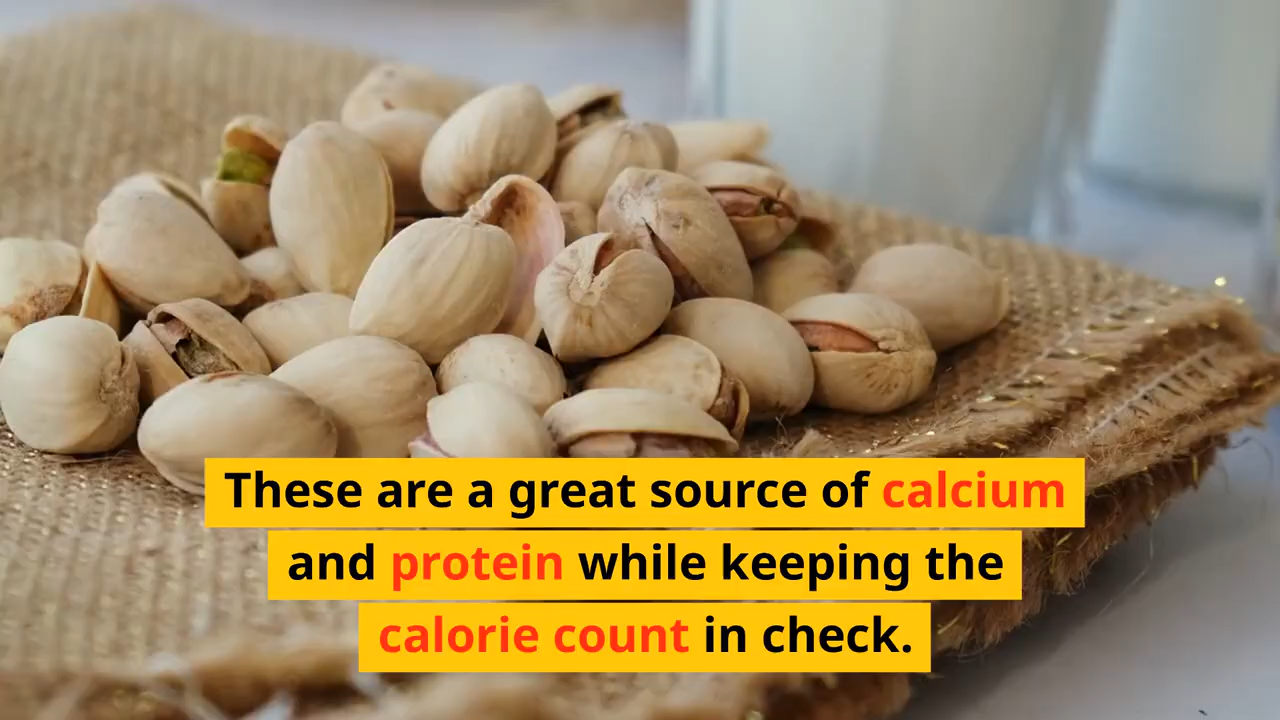 These are a great source of calcium
and protein while keeping the
calorie count in check.